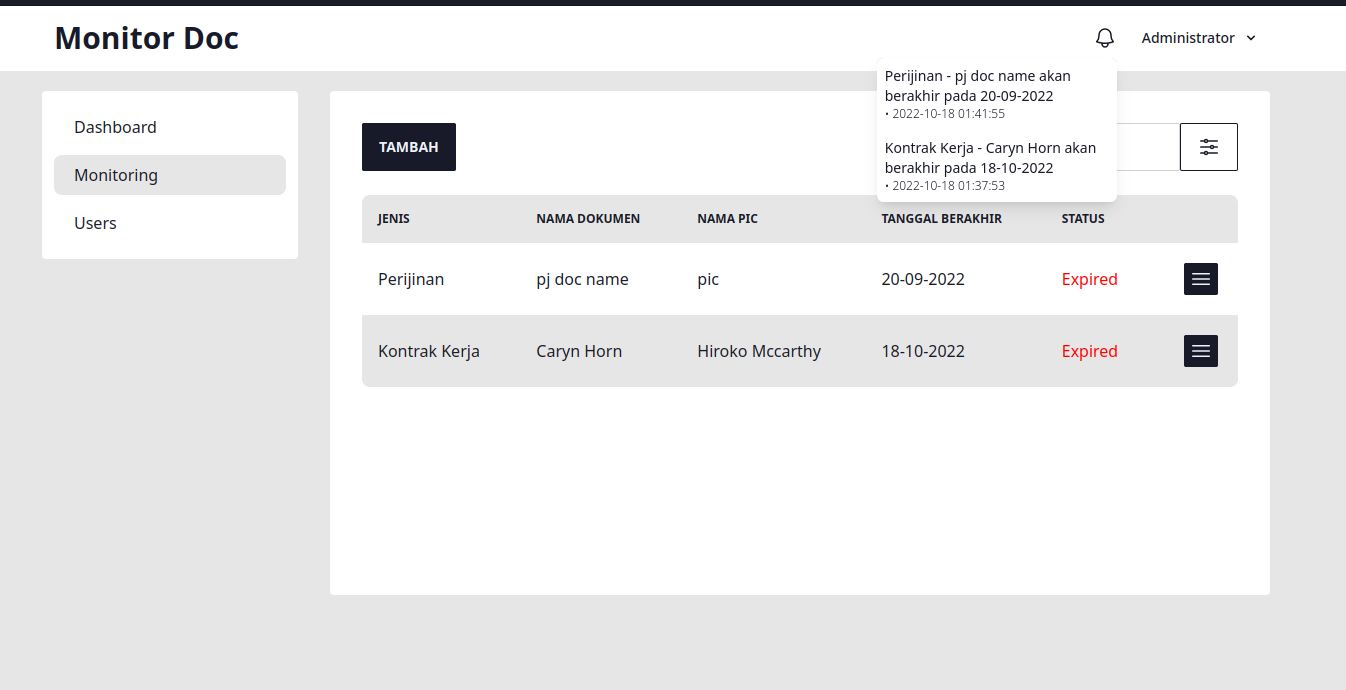 Monitor Doc
Administrator
Dashboard
Monitoring
Users
Perijinan - pj doc name akan
berakhir pada 20-09-2022
• 2022-10-18 01:41:55
Kontrak Kerja - Caryn Horn akan
berakhir pada 18-10-2022
• 2022-10-18 01:37:53
TAMBAH
JENIS NAMA DOKUMEN NAMA PIC TANGGAL BERAKHIR STATUS
Perijinan pj doc name pic 20-09-2022 Expired
Kontrak Kerja Caryn Horn Hiroko Mccarthy 18-10-2022 Expired